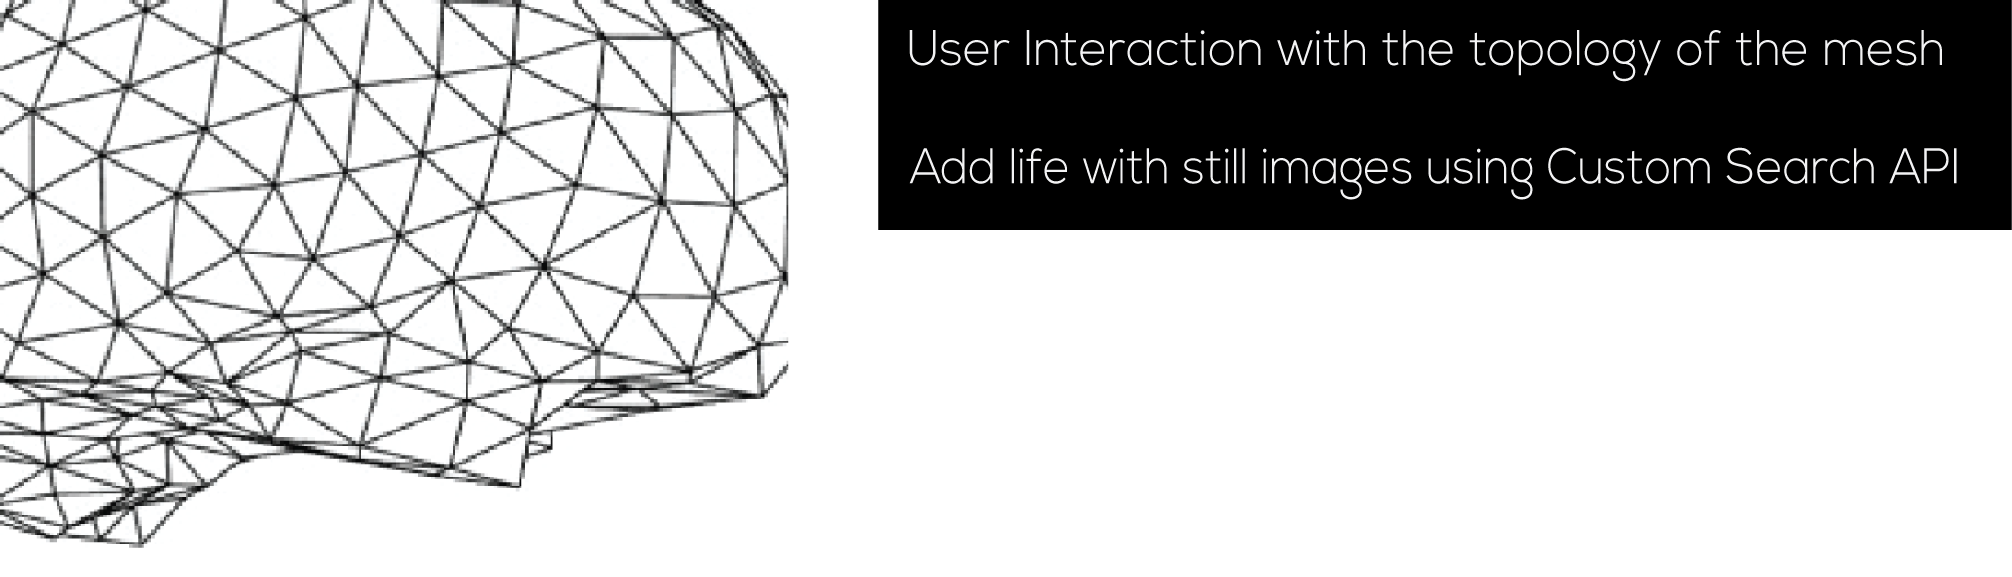 User Interaction with the topology of the mesh
Add life with still images using Custom Search API